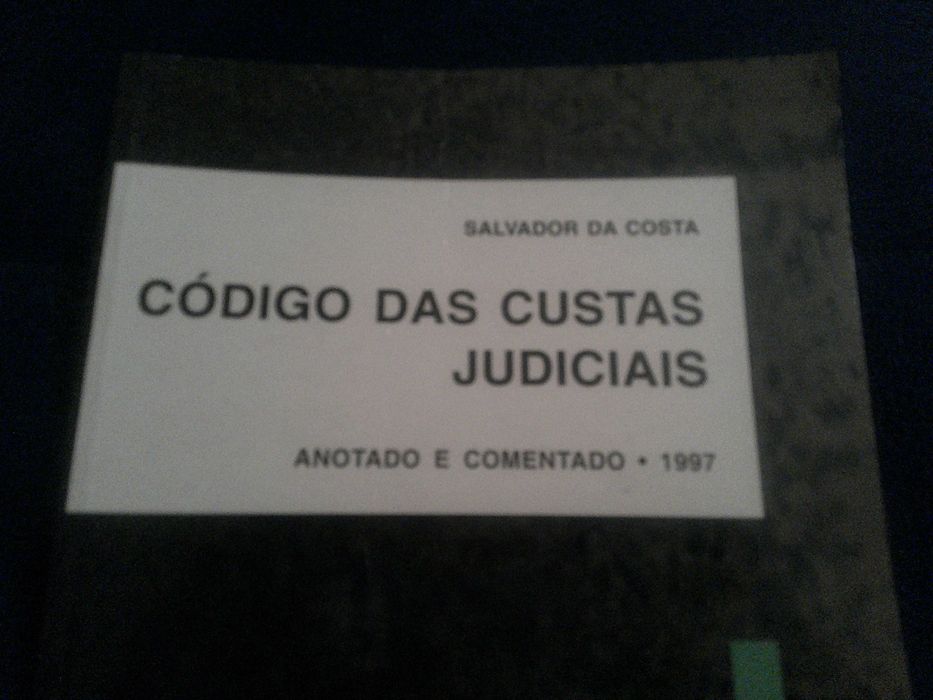 SALVADOR DA COSTA
CÓDIGO DAS CUSTAS
JUDICIAIS
ANOTADO E COMENTADO • 1997